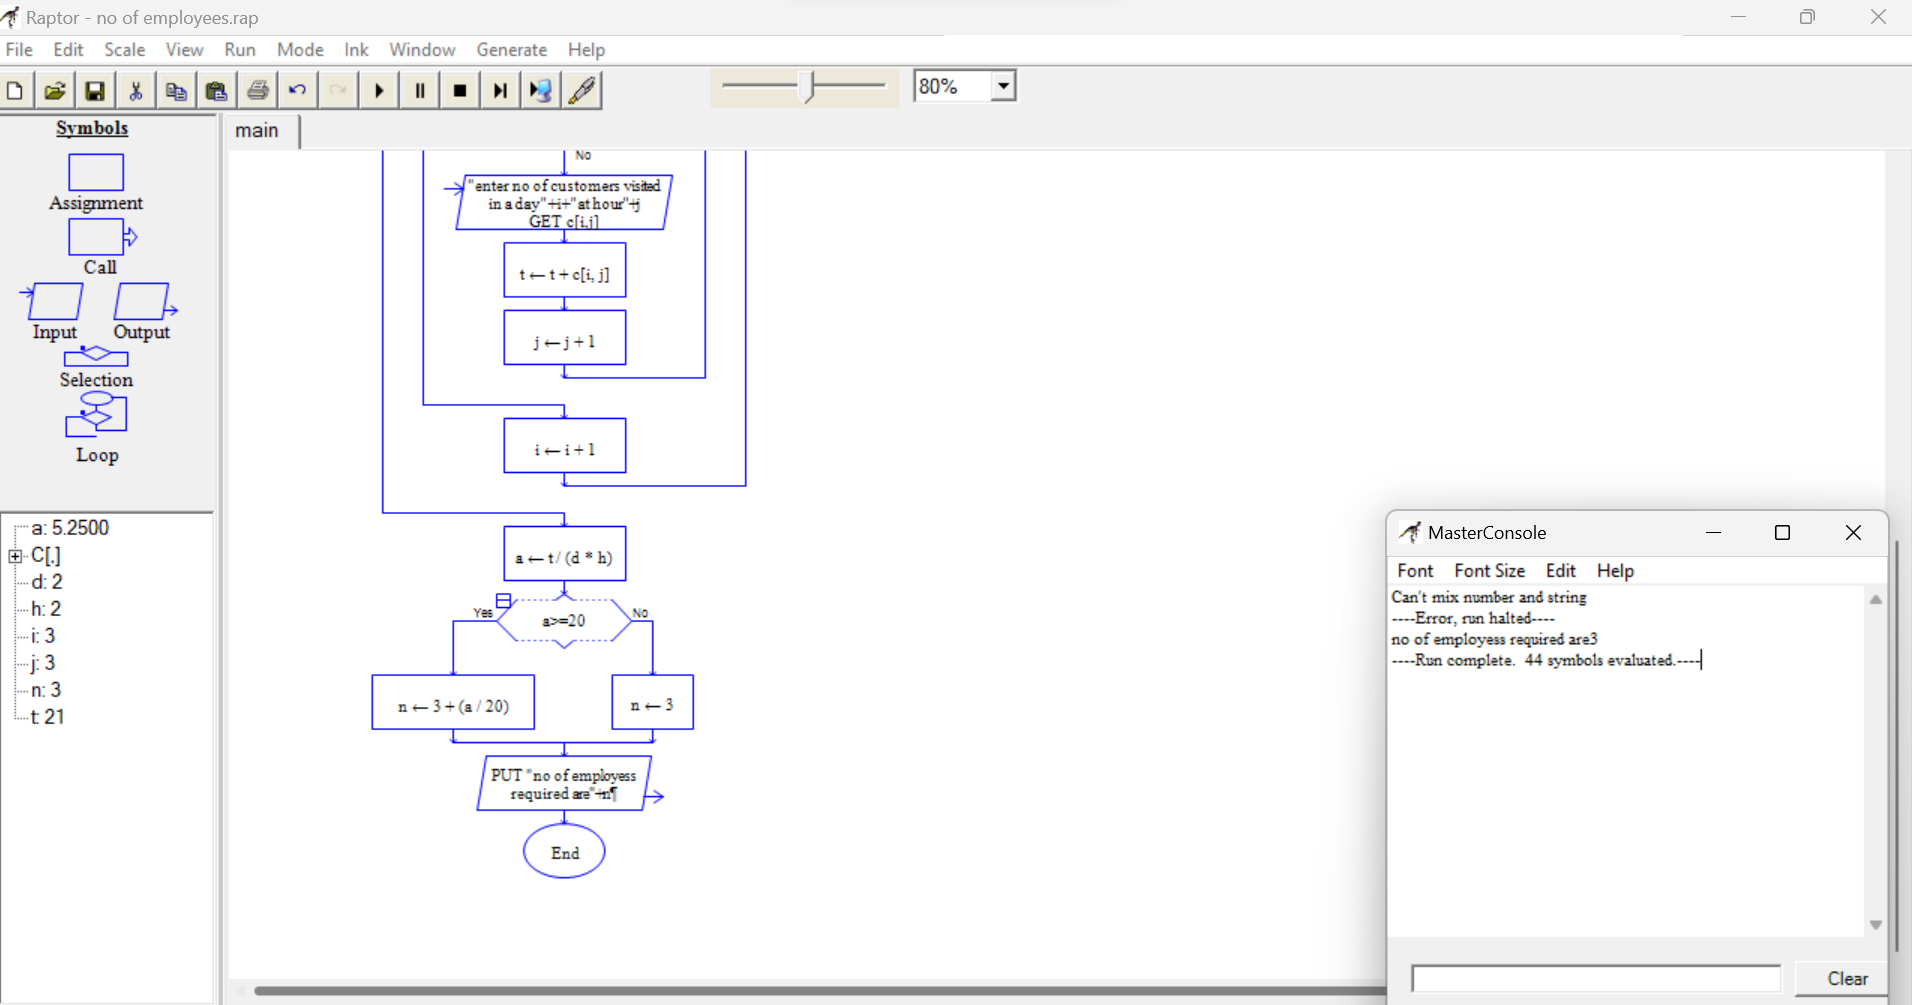 Raptor - no of employees.rap
File Edit Scale View Run Mode Ink Window Generate Help
80%
Symbols
Assignment
Call
Input Output
Selection
Loop
a: 5.2500
C[,]
d: 2
h: 2
i: 3
j: 3
n: 3
t: 21
main
No
"enter no of customers visited
in a day"+i+"at hour"+j
GET c[i,j]
t ← t + c[i, j]
j ← j + 1
i ← i + 1
a ← t / (d * h)
Yes a>=20 No
n ← 3 + (a / 20) n ← 3
PUT "no of employess
required are"+n¶
End
MasterConsole
Font Font Size Edit Help
Can't mix number and string
----Error, run halted----
no of employess required are3
----Run complete. 44 symbols evaluated.----
Clear